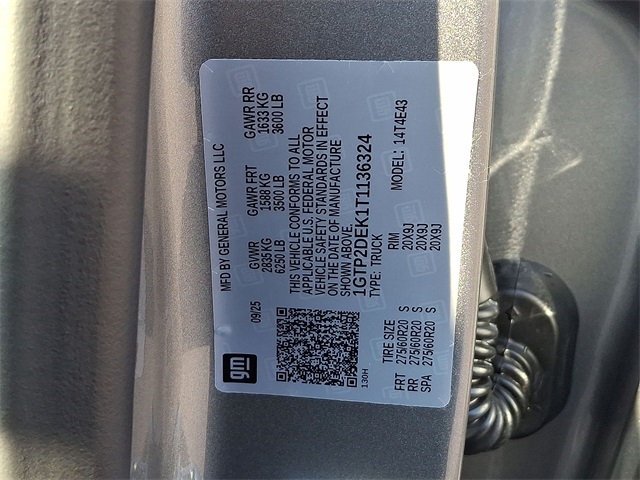 gm
MFD BY GENERAL MOTORS LLC
09/25
GVWR GAWR FRT GAWR RR
2835 KG 1588 KG 1633 KG
6250 LB 3500 LB 3600 LB
THIS VEHICLE CONFORMS TO ALL
APPLICABLE U.S. FEDERAL MOTOR
VEHICLE SAFETY STANDARDS IN EFFECT
ON THE DATE OF MANUFACTURE
SHOWN ABOVE.
1GTP2DEK1T1136324
TYPE: TRUCK MODEL: 14T4E43
130H
TIRE SIZE RIM
FRT 275/60R20 S 20X9J
RR 275/60R20 S 20X9J
SPA 275/60R20 S 20X9J